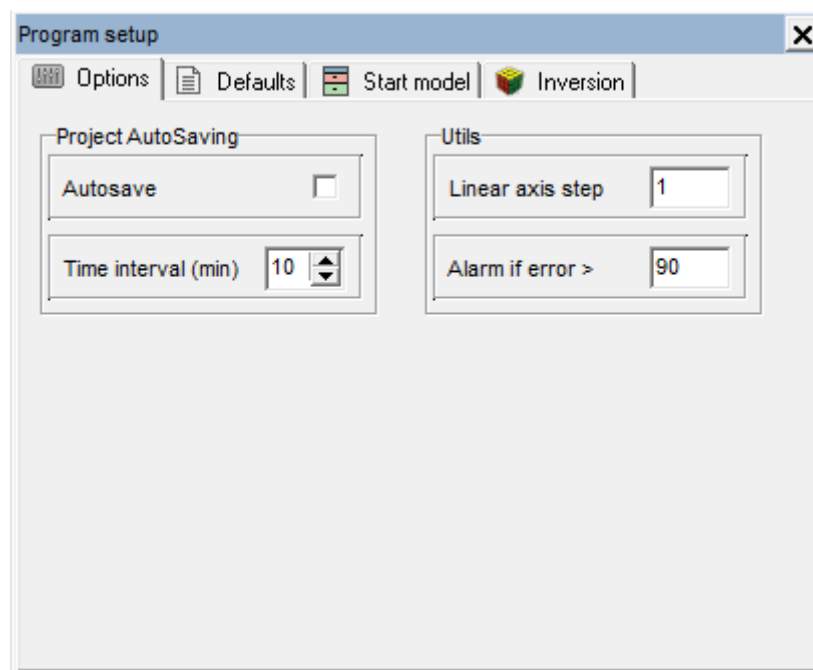 Program setup
Options Defaults Start model Inversion
Project AutoSaving
Autosave
Time interval (min) 10
Utils
Linear axis step 1
Alarm if error > 90